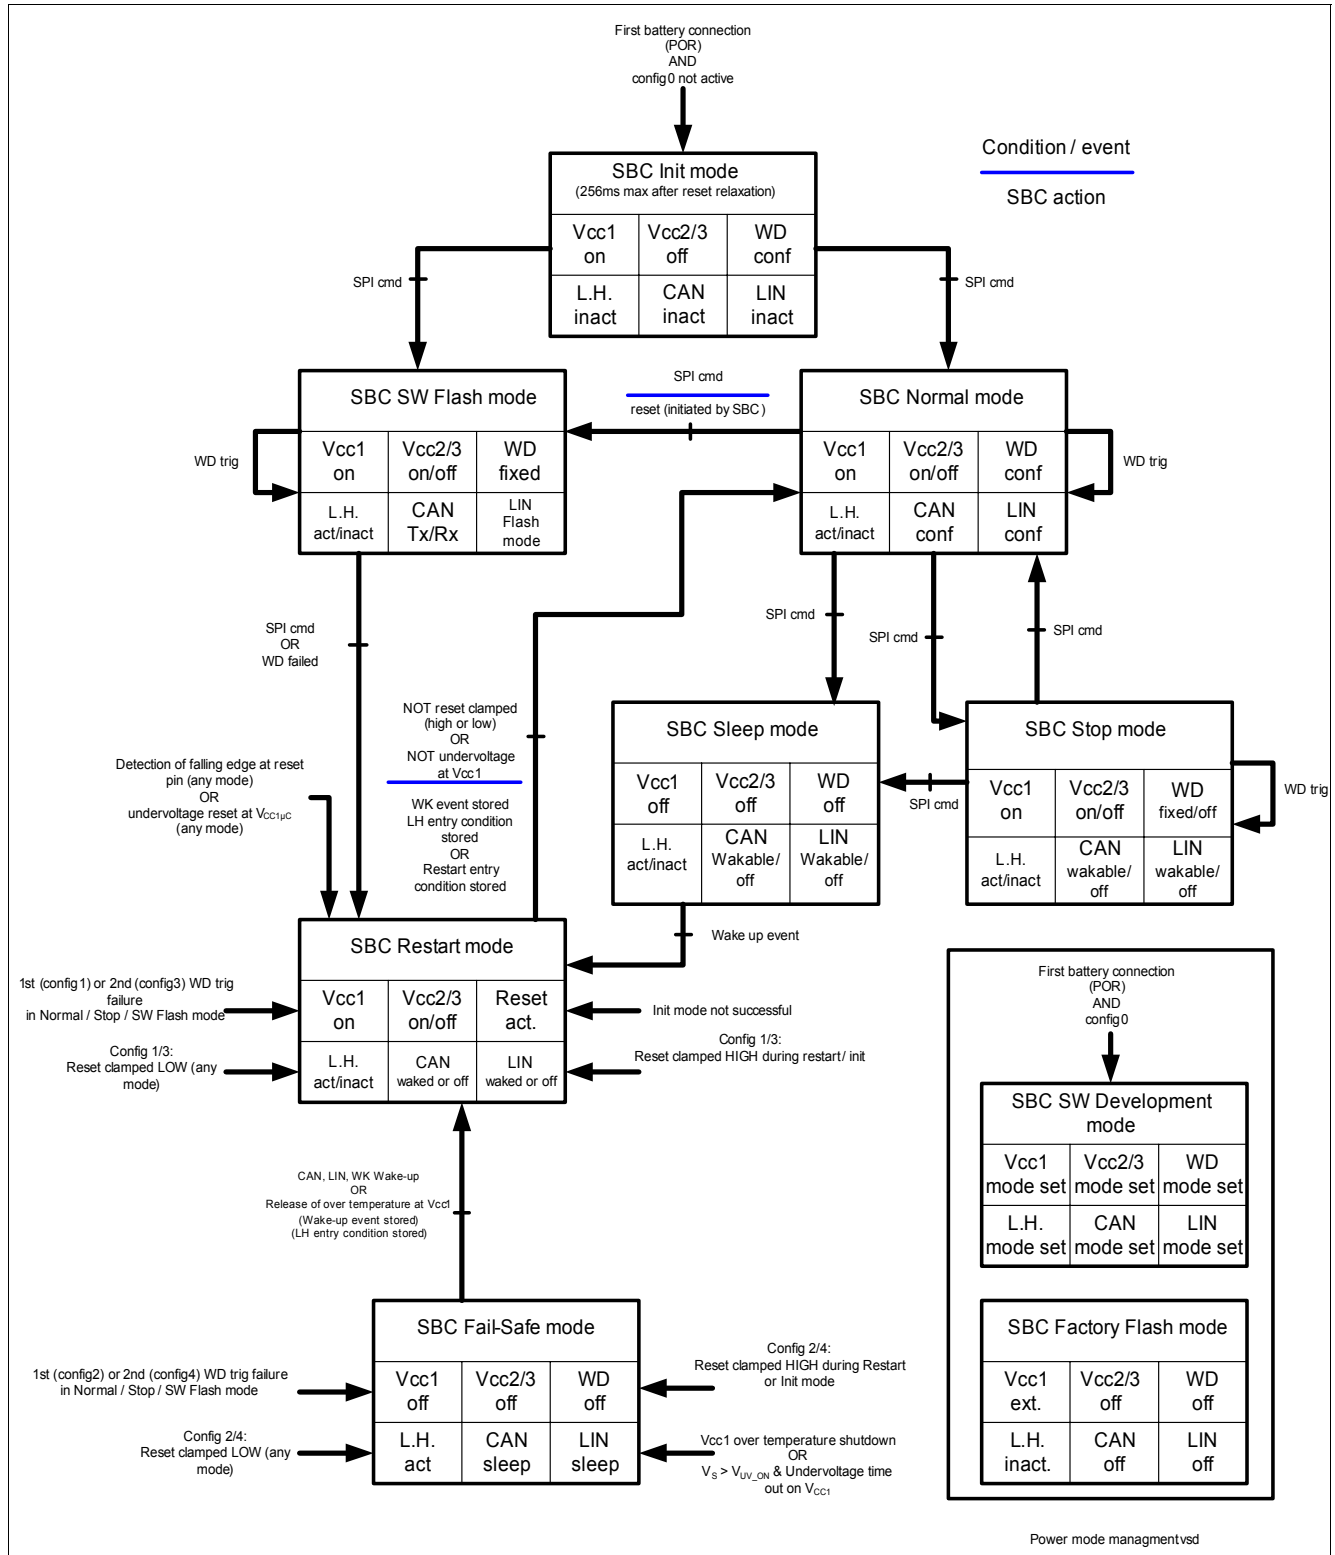 First battery connection
(POR)
AND
config0 not active
Condition / event
SBC action
SBC Init mode
(256ms max after reset relaxation)
Vcc1 on
Vcc2/3 off
WD conf
L.H. inact
CAN inact
LIN inact
SPI cmd
SPI cmd
SBC SW Flash mode
Vcc1 on
Vcc2/3 on/off
WD fixed
L.H. act/inact
CAN Tx/Rx
LIN Flash mode
WD trig
SPI cmd
reset (initiated by SBC)
SBC Normal mode
Vcc1 on
Vcc2/3 on/off
WD conf
L.H. act/inact
CAN conf
LIN conf
WD trig
SPI cmd
OR
WD failed
SPI cmd
SPI cmd
SPI cmd
NOT reset clamped
(high or low)
OR
NOT undervoltage
at Vcc1
WK event stored
LH entry condition
stored
OR
Restart entry
condition stored
Detection of falling edge at reset
pin (any mode)
OR
undervoltage reset at VCC1µC
(any mode)
SBC Sleep mode
Vcc1 off
Vcc2/3 off
WD off
L.H. act/inact
CAN Wakable/ off
LIN Wakable/ off
SPI cmd
SBC Stop mode
Vcc1 on
Vcc2/3 on/off
WD fixed/off
L.H. act/inact
CAN wakable/ off
LIN wakable/ off
WD trig
Wake up event
SBC Restart mode
Vcc1 on
Vcc2/3 on/off
Reset act.
L.H. act/inact
CAN waked or off
LIN waked or off
1st (config1) or 2nd (config3) WD trig
failure
in Normal / Stop / SW Flash mode
Config 1/3:
Reset clamped LOW (any
mode)
Init mode not successful
Config 1/3:
Reset clamped HIGH during restart / init
CAN, LIN, WK Wake-up
OR
Release of over temperature at Vcc1
(Wake-up event stored)
(LH entry condition stored)
SBC Fail-Safe mode
Vcc1 off
Vcc2/3 off
WD off
L.H. act
CAN sleep
LIN sleep
1st (config2) or 2nd (config4) WD trig failure
in Normal / Stop / SW Flash mode
Config 2/4:
Reset clamped LOW (any
mode)
Config 2/4:
Reset clamped HIGH during Restart
or Init mode
Vcc1 over temperature shutdown
OR
VS > VUV_ON & Undervoltage time
out on VCC1
First battery connection
(POR)
AND
config0
SBC SW Development
mode
Vcc1 mode set
Vcc2/3 mode set
WD mode set
L.H. mode set
CAN mode set
LIN mode set
SBC Factory Flash mode
Vcc1 ext.
Vcc2/3 off
WD off
L.H. inact.
CAN off
LIN off
Power mode managment.vsd